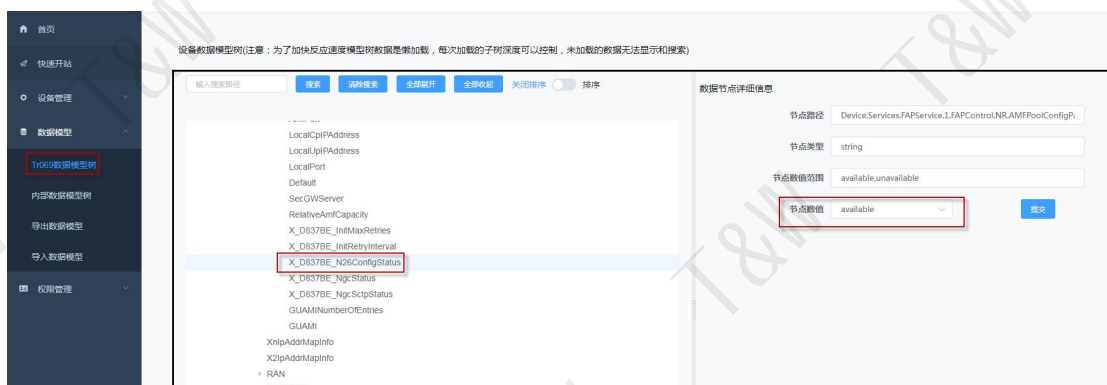 首页
快速开站
设备管理
数据模型
Tr069数据模型树
内部数据模型树
导出数据模型
导入数据模型
权限管理
设备数据模型树(注意：为了加快反应速度模型树数据是懒加载，每次加载的子树深度可以控制，未加载的数据无法显示和搜索)
输入搜索路径 搜索 清除搜索 全部展开 全部收起 关闭排序 排序
LocalCpIPAddress
LocalUpIPAddress
LocalPort
Default
SecGWServer
RelativeAmfCapacity
X_D837BE_InitMaxRetries
X_D837BE_InitRetryInterval
X_D837BE_N26ConfigStatus
X_D837BE_NgcStatus
X_D837BE_NgcSctpStatus
GUAMINumberOfEntries
GUAMI
XnIpAddrMapInfo
X2IpAddrMapInfo
RAN
数据节点详细信息
节点路径 Device.Services.FAPService.1.FAPControl.NR.AMFPoolConfigPa
节点类型 string
节点数值范围 available,unavailable
节点数值 available 提交
T&W
T&W
T&W
T&W